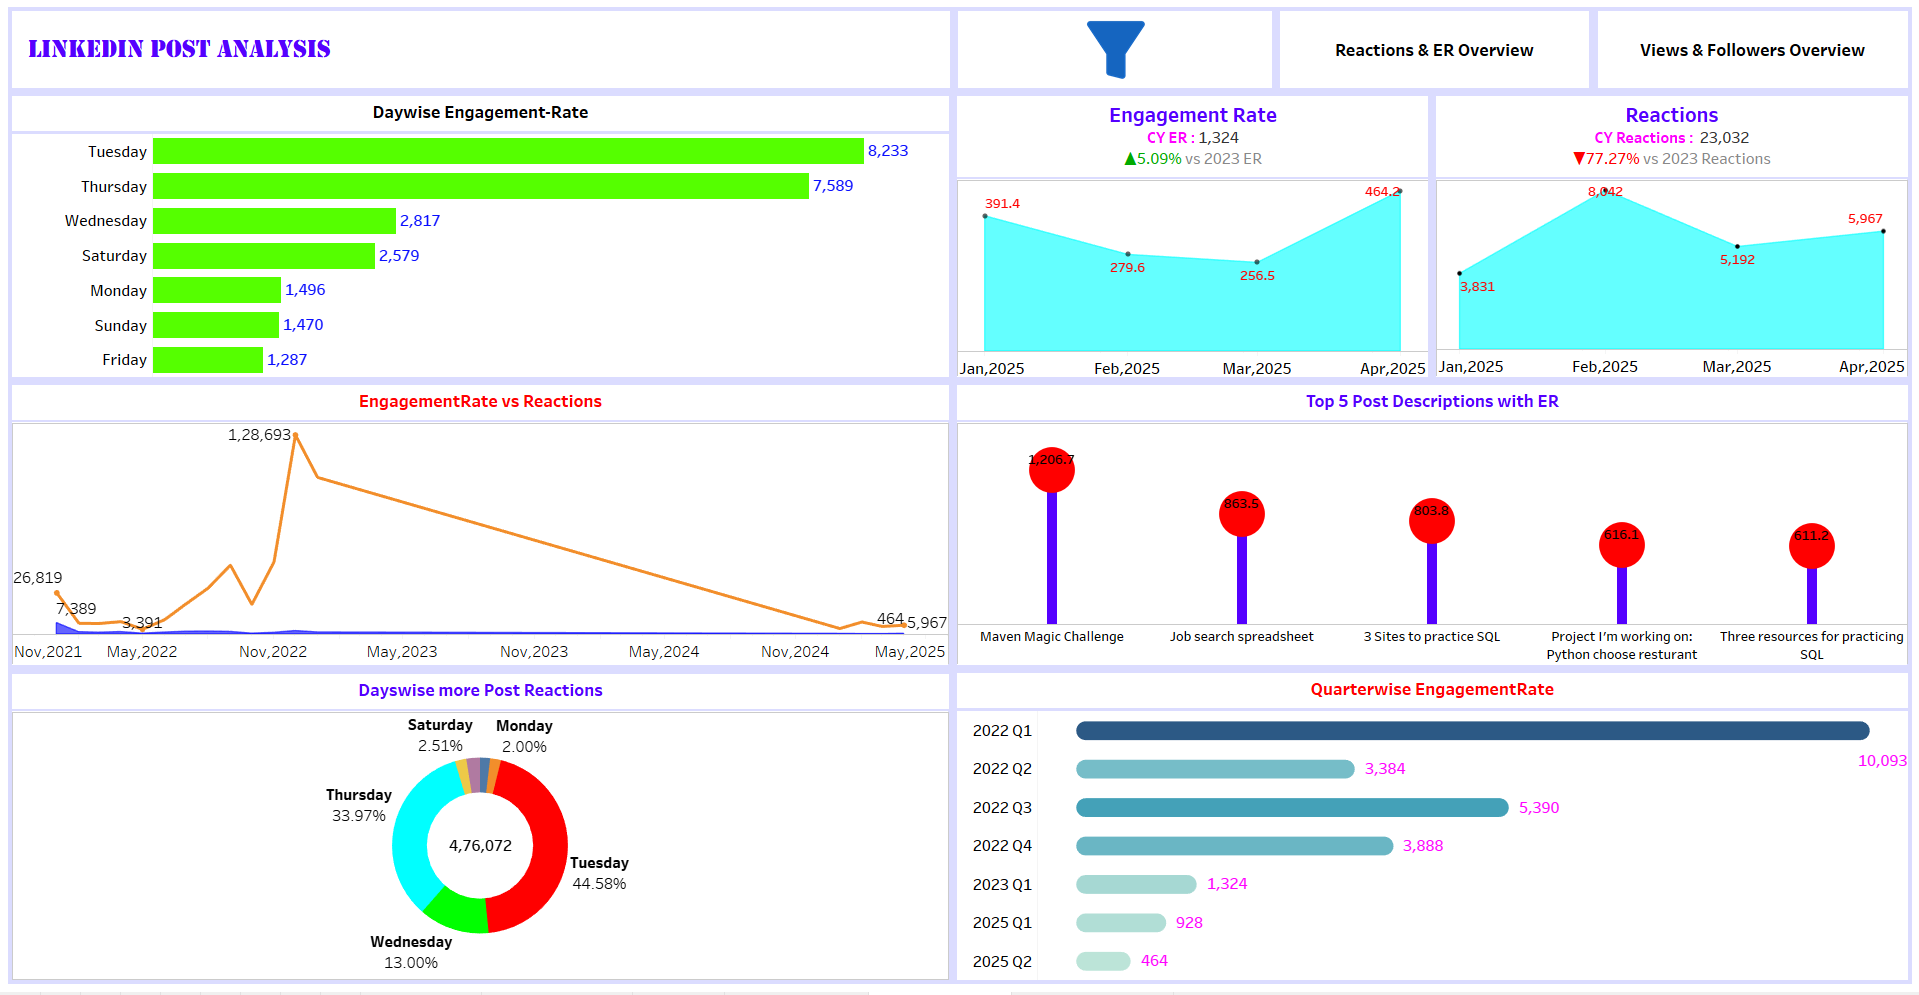 LINKEDIN POST ANALYSIS
Reactions & ER Overview
Views & Followers Overview
Daywise Engagement-Rate
Tuesday 8,233
Thursday 7,589
Wednesday 2,817
Saturday 2,579
Monday 1,496
Sunday 1,470
Friday 1,287
Engagement Rate
CY ER : 1,324
▲5.09% vs 2023 ER
391.4
279.6
256.5
464.2
Jan,2025 Feb,2025 Mar,2025 Apr,2025
Reactions
CY Reactions : 23,032
▼77.27% vs 2023 Reactions
3,831
8,042
5,192
5,967
Jan,2025 Feb,2025 Mar,2025 Apr,2025
EngagementRate vs Reactions
1,28,693
26,819
7,389
3,391
464
5,967
Nov,2021 May,2022 Nov,2022 May,2023 Nov,2023 May,2024 Nov,2024 May,2025
Top 5 Post Descriptions with ER
1,206.7
863.5
803.8
616.1
611.2
Maven Magic Challenge
Job search spreadsheet
3 Sites to practice SQL
Project I’m working on:
Python choose resturant
Three resources for practicing
SQL
Dayswise more Post Reactions
Saturday
2.51%
Monday
2.00%
Thursday
33.97%
4,76,072
Tuesday
44.58%
Wednesday
13.00%
Quarterwise EngagementRate
2022 Q1 10,093
2022 Q2 3,384
2022 Q3 5,390
2022 Q4 3,888
2023 Q1 1,324
2025 Q1 928
2025 Q2 464